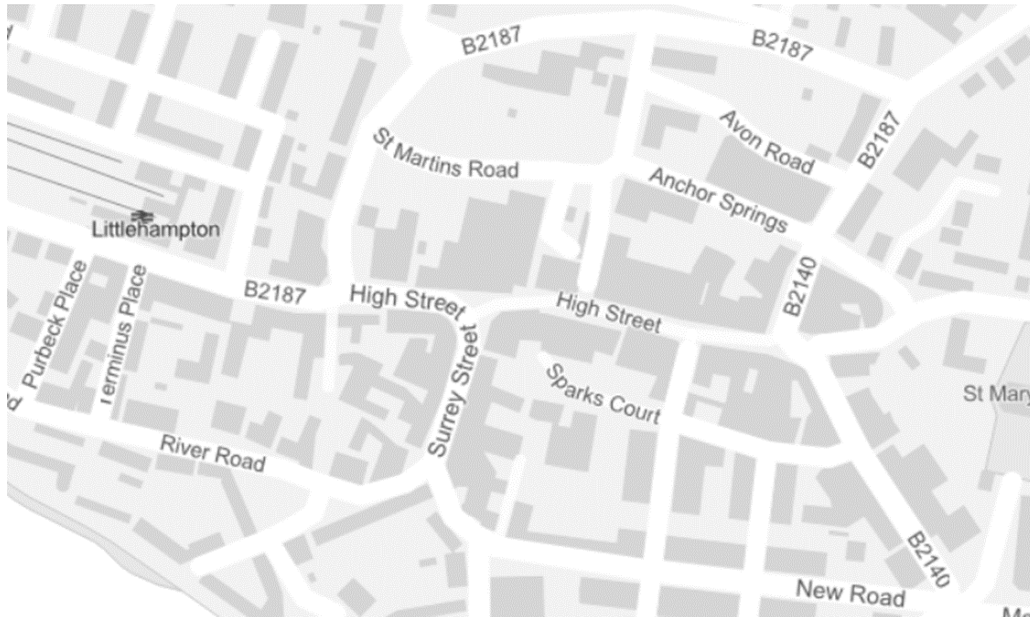 B2187
B2187
Avon Road
B2187
St Martins Road
Anchor Springs
Littlehampton
B2140
B2187
High Street
High Street
Purbeck Place
Terminus Place
Surrey Street
Sparks Court
St Mary
River Road
B2140
New Road